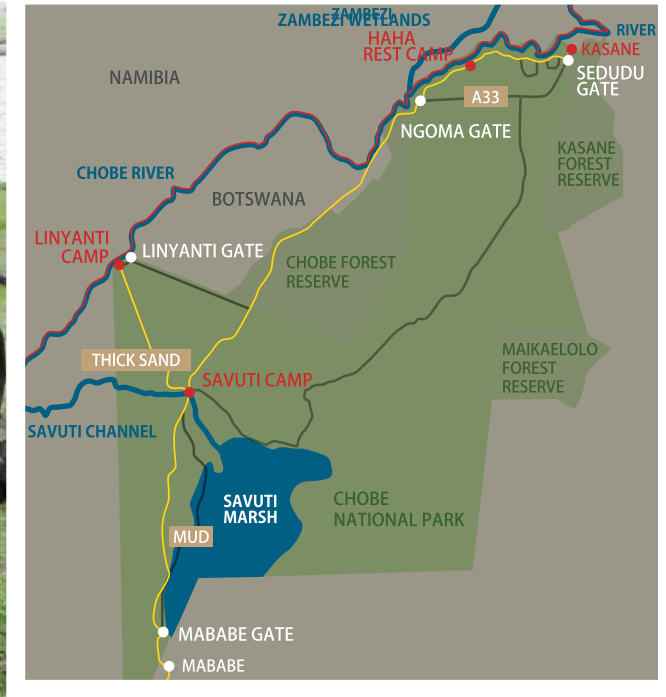 ZAMBEZI
ZAMBEZI WETLANDS
RIVER
HAHA
REST CAMP
KASANE
SEDUDU
GATE
NAMIBIA
A33
NGOMA GATE
KASANE
FOREST
RESERVE
CHOBE RIVER
BOTSWANA
LINYANTI
CAMP
LINYANTI GATE
CHOBE FOREST
RESERVE
THICK SAND
MAIKAELOLO
FOREST
RESERVE
SAVUTI CAMP
SAVUTI CHANNEL
SAVUTI
MARSH
CHOBE
NATIONAL PARK
MUD
MABABE GATE
MABABE